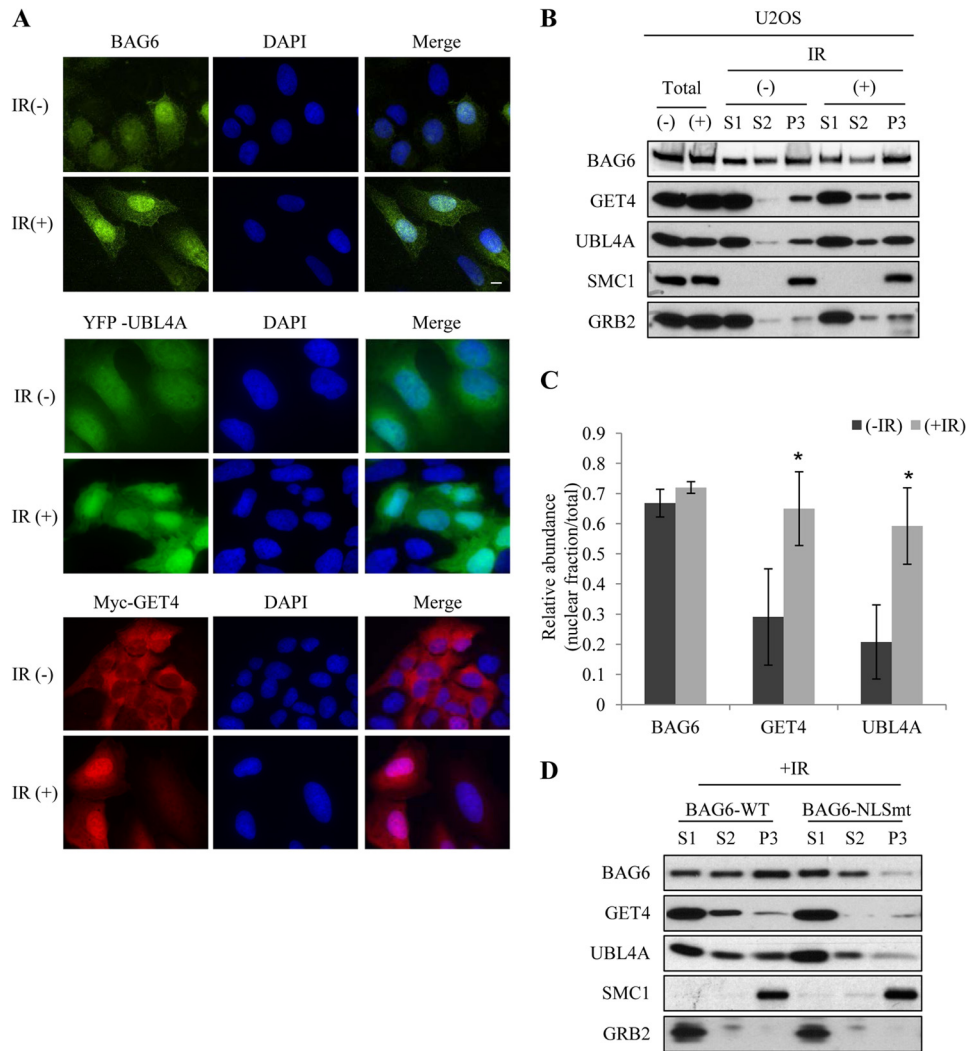 A
BAG6 DAPI Merge
IR(-)
IR(+)
YFP -UBL4A DAPI Merge
IR (-)
IR (+)
Myc-GET4 DAPI Merge
IR (-)
IR (+)
B
U2OS
IR
Total (-) (+)
(-) (+) S1 S2 P3 S1 S2 P3
BAG6
GET4
UBL4A
SMC1
GRB2
C
(-IR) (+IR)
Relative abundance
(nuclear fraction/total)
0.9
0.8
0.7
0.6
0.5
0.4
0.3
0.2
0.1
0
* *
BAG6 GET4 UBL4A
D
+IR
BAG6-WT BAG6-NLSmt
S1 S2 P3 S1 S2 P3
BAG6
GET4
UBL4A
SMC1
GRB2